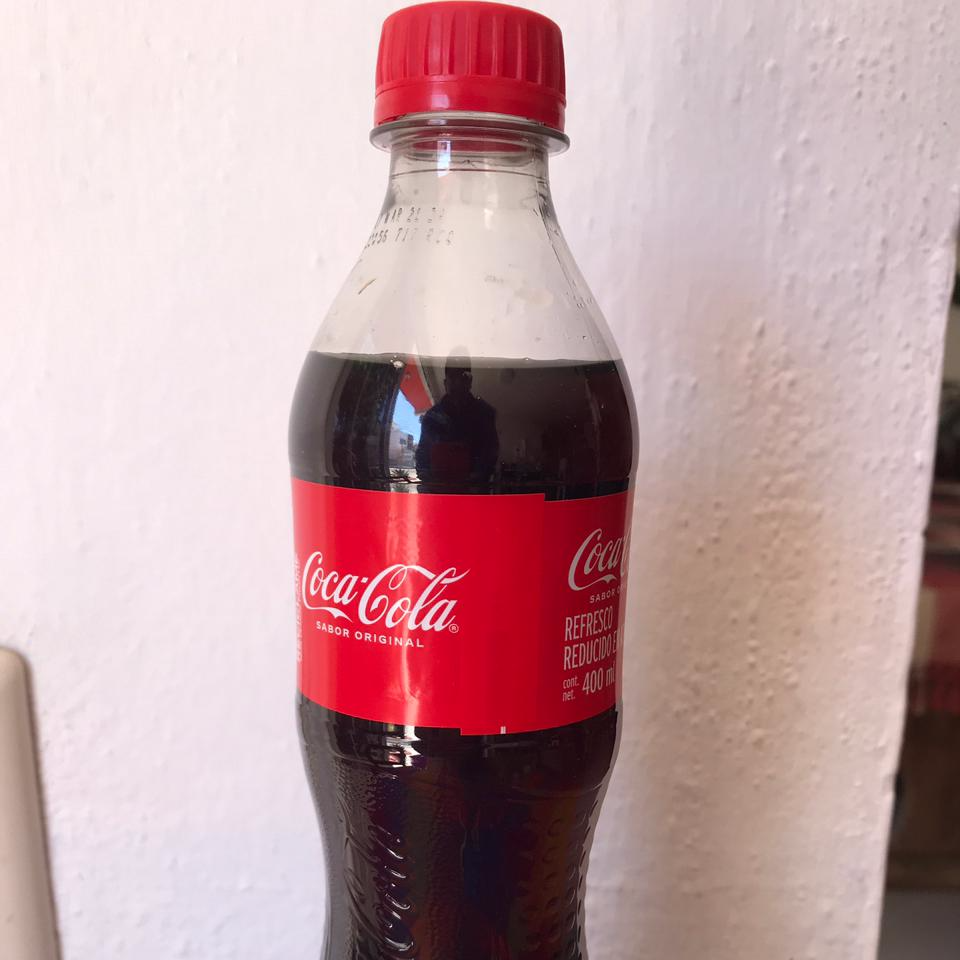 Coca-Cola®
SABOR ORIGINAL
Coca
SABOR
REFRESCO
REDUCIDO
cont.
net. 400 ml